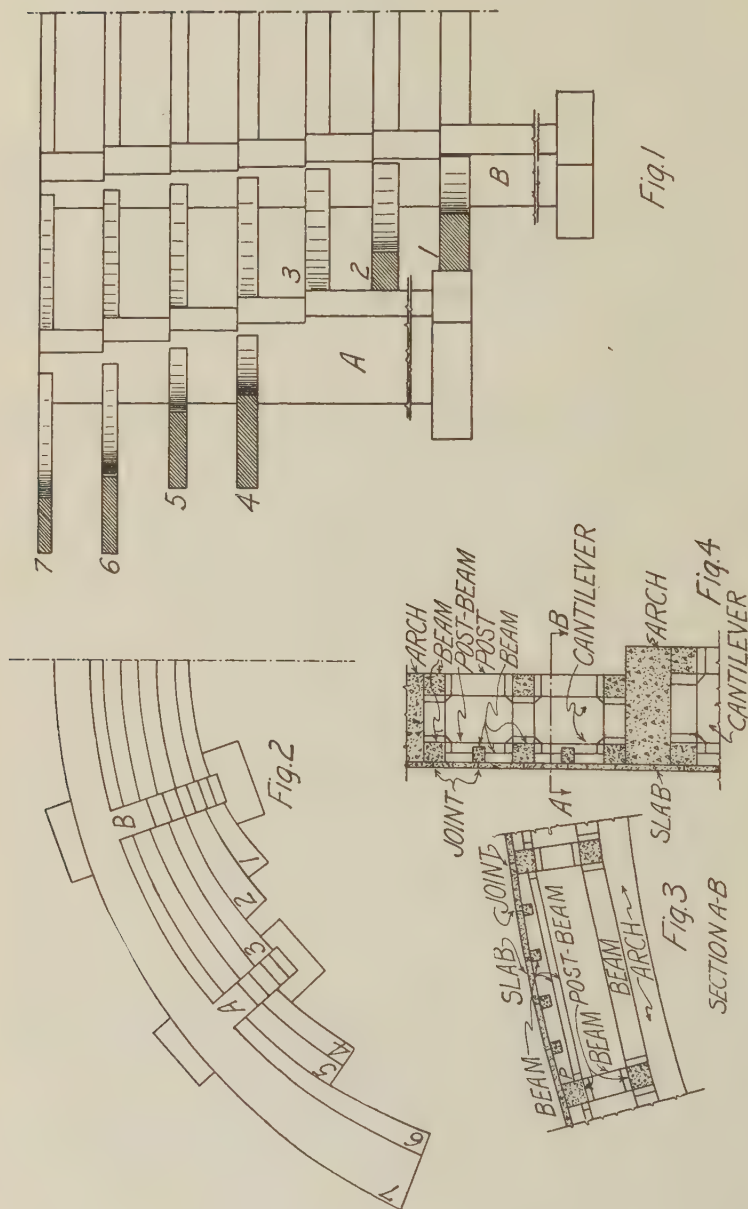 7
6
5
4
3
2
1
A
B
Fig.1
B
A
1
2
3
4
5
6
7
Fig.2
BEAM
SLAB
JOINT
BEAM
POST-BEAM
BEAM
ARCH
Fig.3
SECTION A-B
ARCH
BEAM
POST-BEAM
POST
BEAM
B
CANTILEVER
ARCH
JOINT
A
SLAB
Fig.4
CANTILEVER